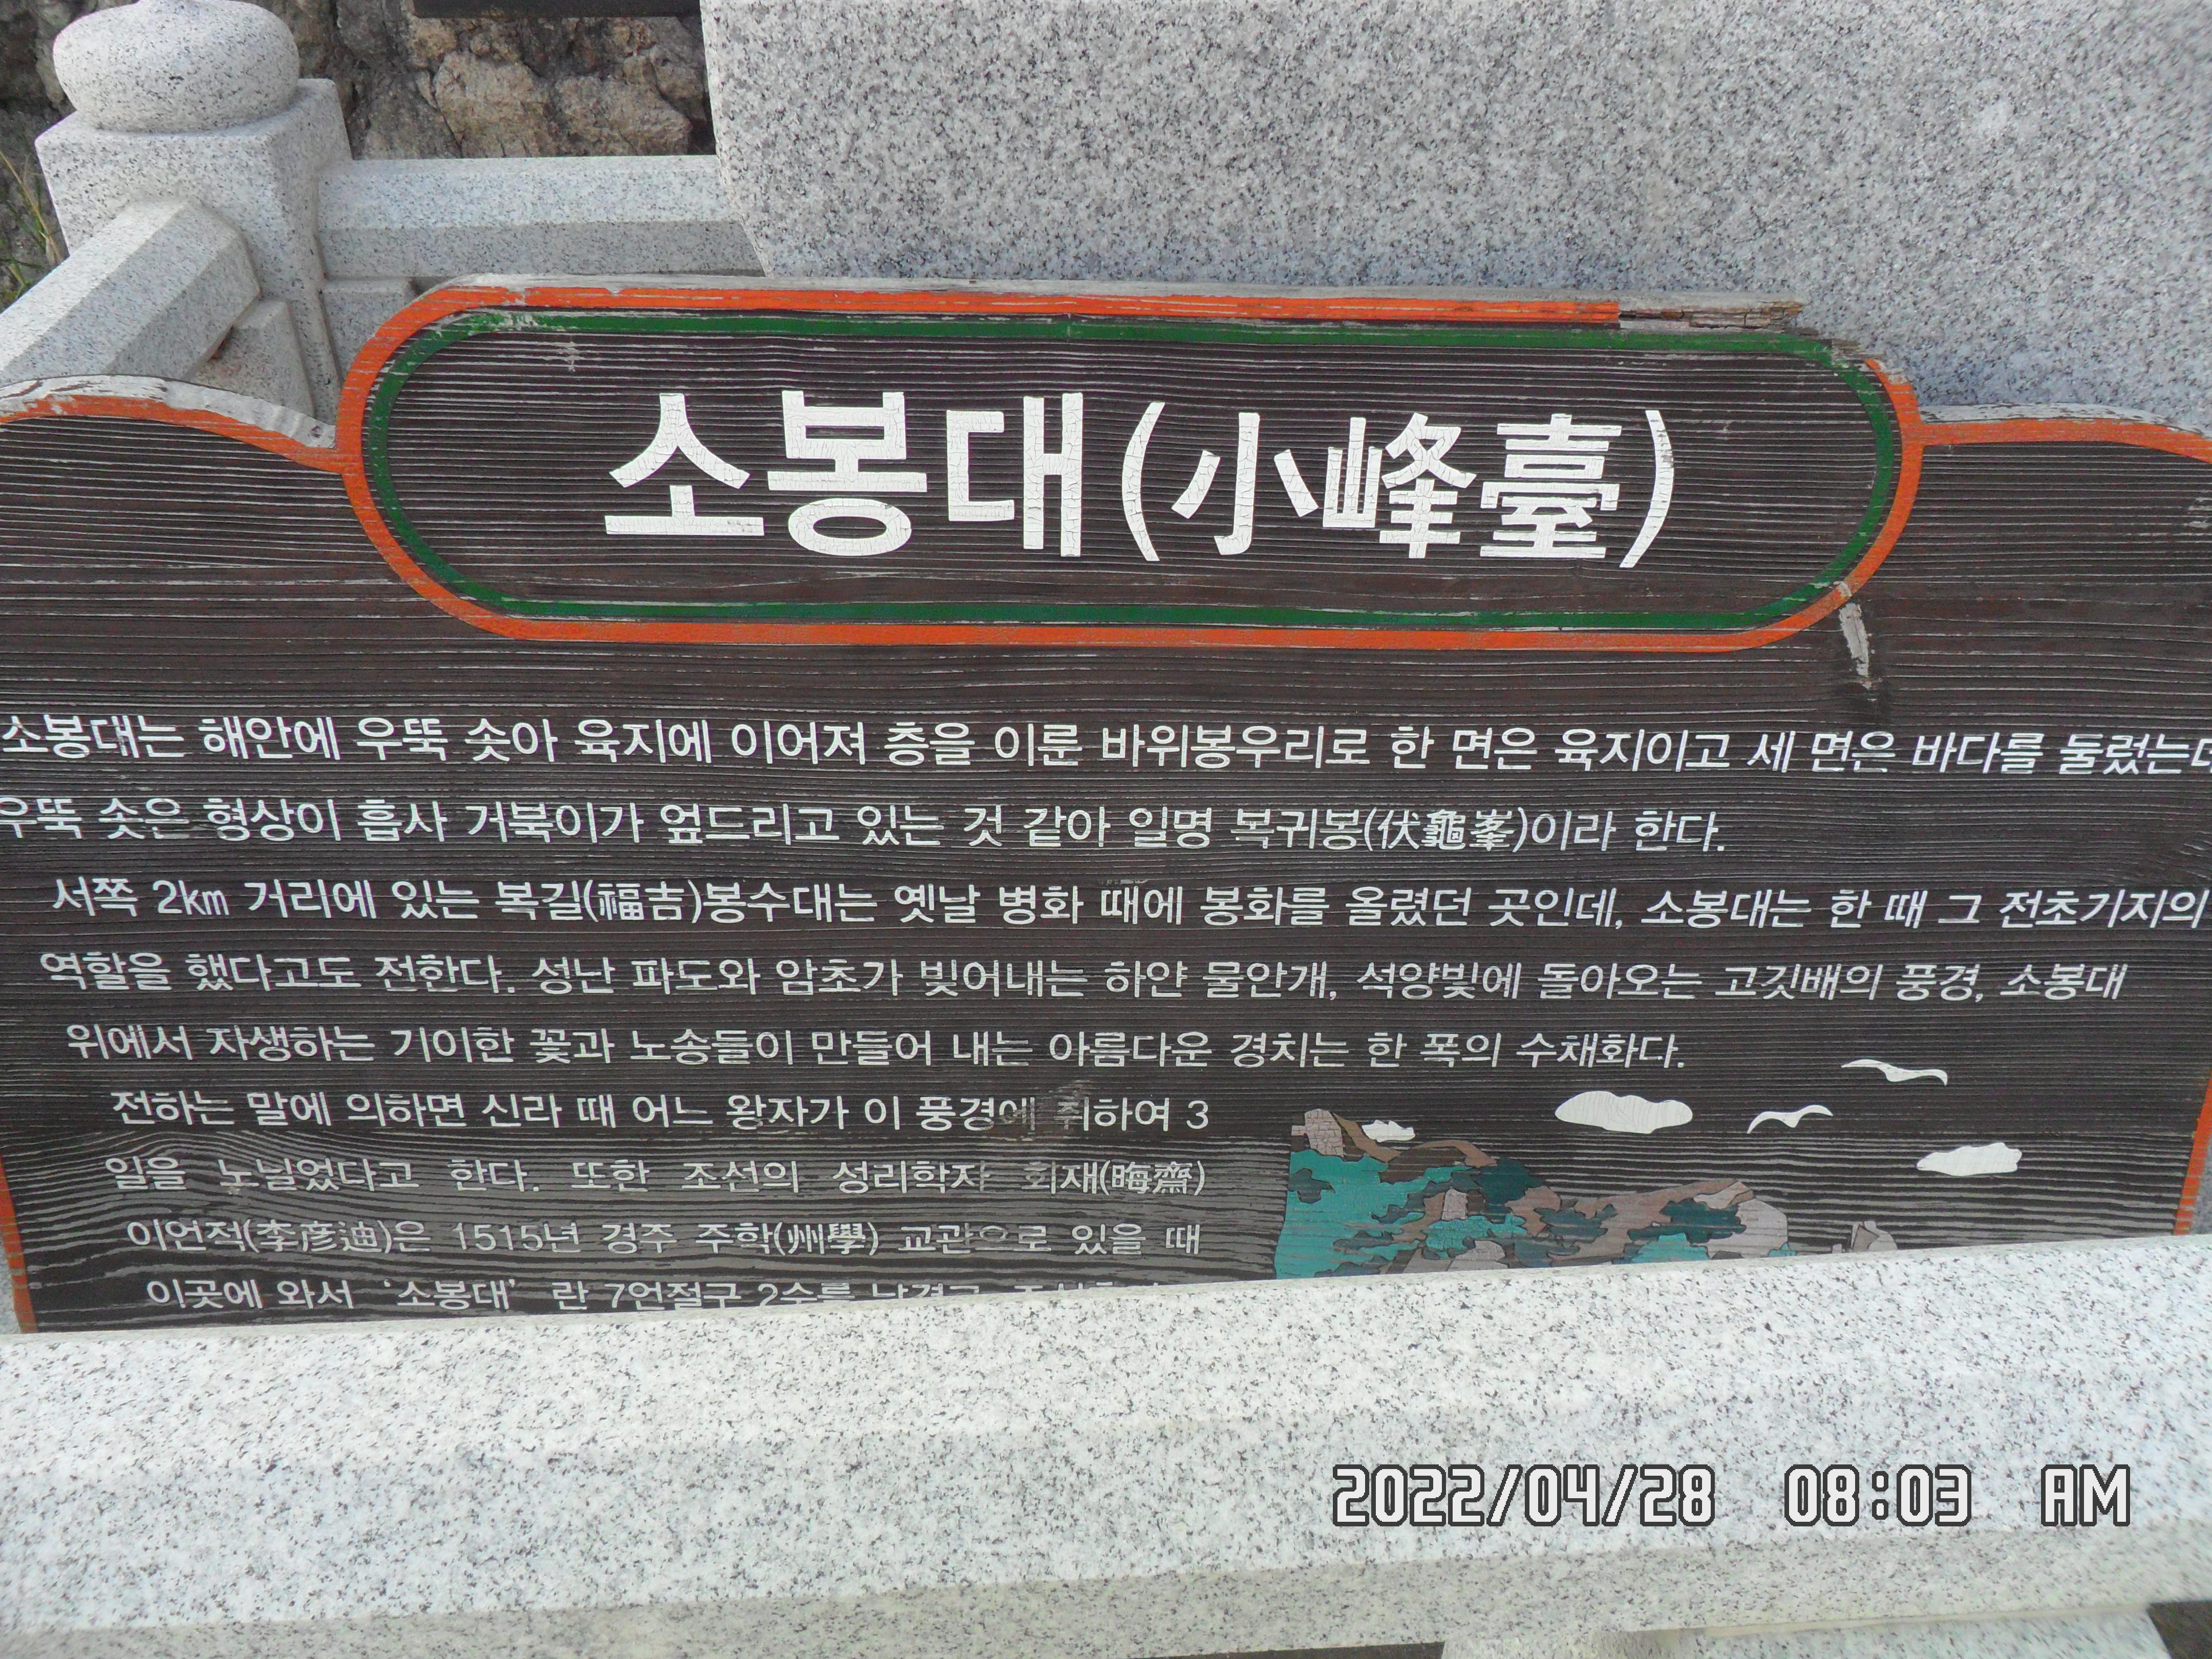 소봉대(小峰臺)
소봉대는 해안에 우뚝 솟아 육지에 이어져 층을 이룬 바위봉우리로 한 면은 육지이고 세 면은 바다를 둘렀는데
우뚝 솟은 형상이 흡사 거북이가 엎드리고 있는 것 같아 일명 복귀봉(伏龜峯)이라 한다.
서쪽 2km 거리에 있는 복길(福吉)봉수대는 옛날 병화 때에 봉화를 올렸던 곳인데, 소봉대는 한 때 그 전초기지의
역할을 했다고도 전한다. 성난 파도와 암초가 빚어내는 하얀 물안개, 석양빛에 돌아오는 고깃배의 풍경, 소봉대
위에서 자생하는 기이한 꽃과 노송들이 만들어 내는 아름다운 경치는 한 폭의 수채화다.
전하는 말에 의하면 신라 때 어느 왕자가 이 풍경에 취하여 3
일을 노닐었다고 한다. 또한 조선의 성리학자 회재(晦齋)
이언적(李彦迪)은 1515년 경주 주학(州學) 교관으로 있을 때
이곳에 와서 '소봉대' 란 7언절구 2수를 남겼고
2022/04/28 08:03 AM